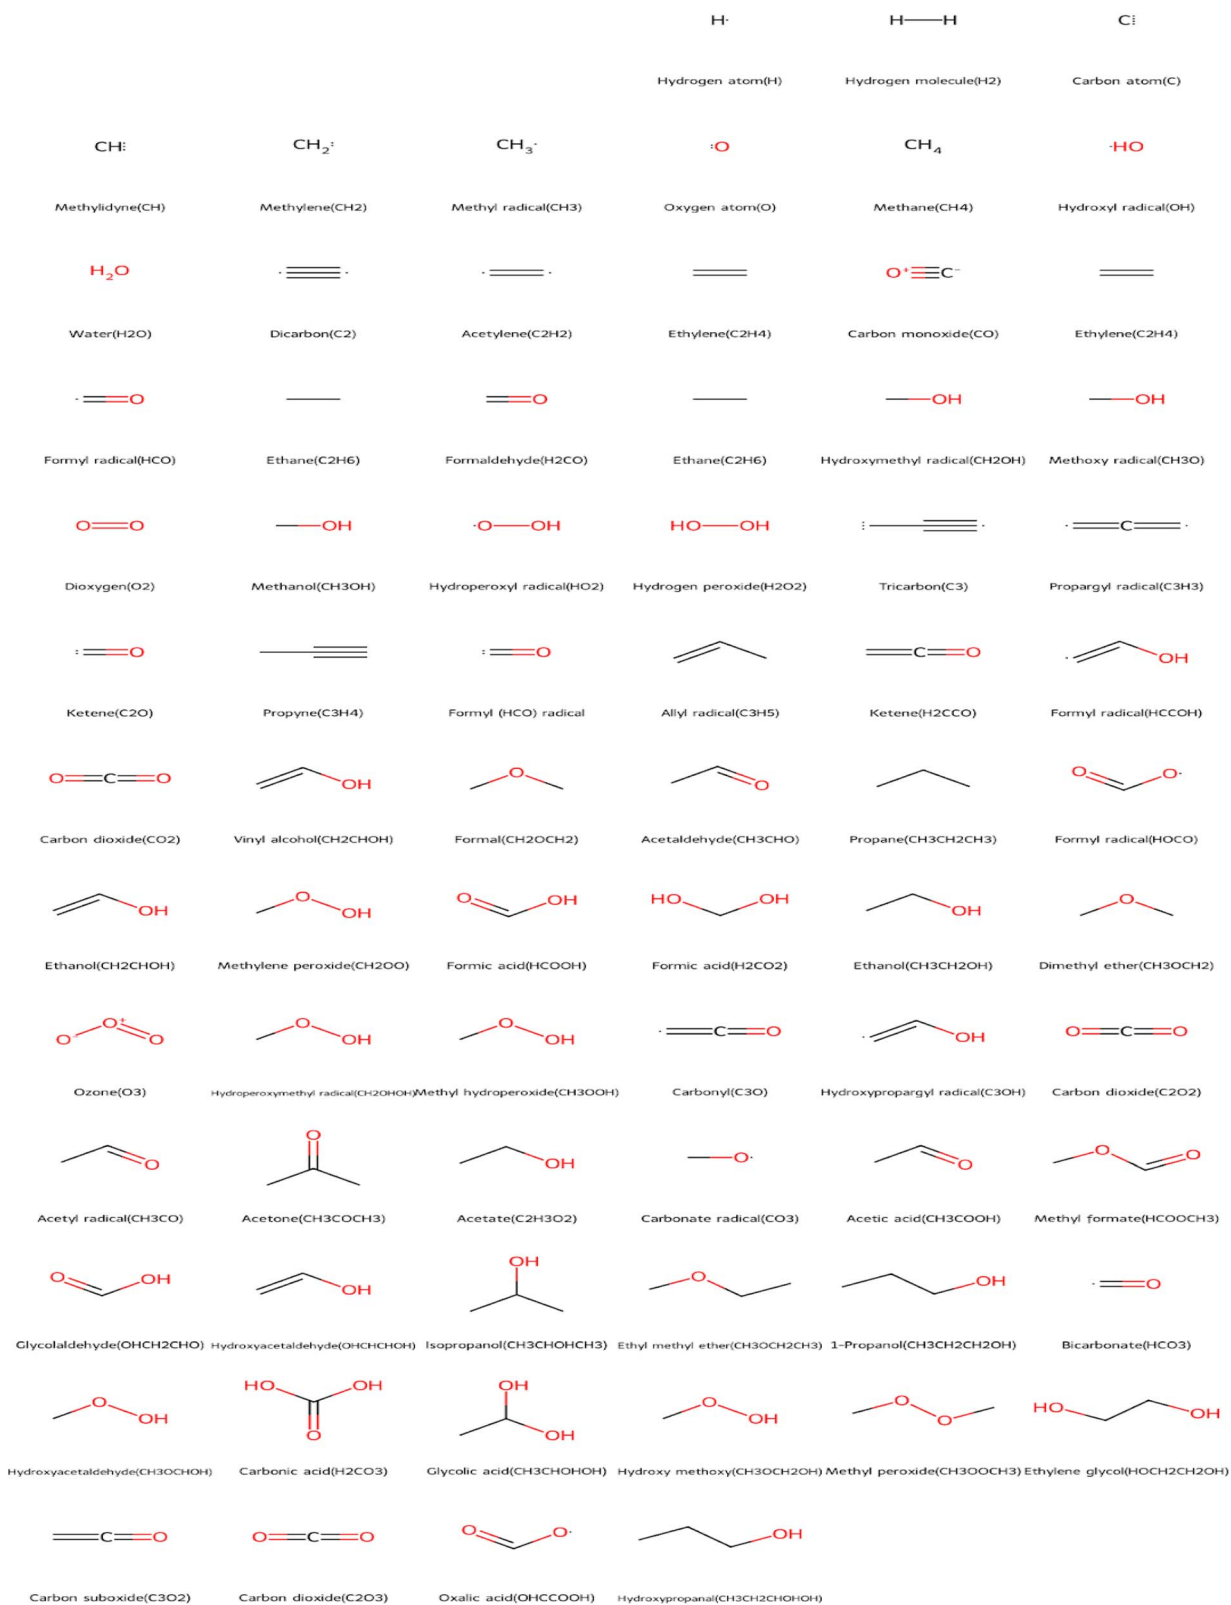 H· H H C⁝
Hydrogen atom(H) Hydrogen molecule(H2) Carbon atom(C)
CH⁝ CH2: CH3· :O CH4 ·HO
Methylidyne(CH) Methylene(CH2) Methyl radical(CH3) Oxygen atom(O) Methane(CH4) Hydroxyl radical(OH)
H2O O+ C-
Water(H2O) Dicarbon(C2) Acetylene(C2H2) Ethylene(C2H4) Carbon monoxide(CO) Ethylene(C2H4)
O O OH OH
Formyl radical(HCO) Ethane(C2H6) Formaldehyde(H2CO) Ethane(C2H6) Hydroxymethyl radical(CH2OH) Methoxy radical(CH3O)
O O OH ·O OH HO OH C
Dioxygen(O2) Methanol(CH3OH) Hydroperoxyl radical(HO2) Hydrogen peroxide(H2O2) Tricarbon(C3) Propargyl radical(C3H3)
O O C O OH
Ketene(C2O) Propyne(C3H4) Formyl (HCO) radical Allyl radical(C3H5) Ketene(H2CCO) Formyl radical(HCCOH)
O C O OH O O O O·
Carbon dioxide(CO2) Vinyl alcohol(CH2CHOH) Formal(CH2OCH2) Acetaldehyde(CH3CHO) Propane(CH3CH2CH3) Formyl radical(HOCO)
OH O OH O OH HO OH OH O
Ethanol(CH2CHOH) Methylene peroxide(CH2OO) Formic acid(HCOOH) Formic acid(H2CO2) Ethanol(CH3CH2OH) Dimethyl ether(CH3OCH2)
O- O+ O O OH O OH C O OH O C O
Ozone(O3) Hydroperoxymethyl radical(CH2OHOH) Methyl hydroperoxide(CH3OOH) Carbonyl(C3O) Hydroxypropargyl radical(C3OH) Carbon dioxide(C2O2)
O O OH O· O O O
Acetyl radical(CH3CO) Acetone(CH3COCH3) Acetate(C2H3O2) Carbonate radical(CO3) Acetic acid(CH3COOH) Methyl formate(HCOOCH3)
O OH OH OH O OH O
Glycolaldehyde(OHCH2CHO) Hydroxyacetaldehyde(OHCHCHOH) Isopropanol(CH3CHOHCH3) Ethyl methyl ether(CH3OCH2CH3) 1-Propanol(CH3CH2CH2OH) Bicarbonate(HCO3)
O OH HO OH O OH OH O OH O O HO OH
Hydroxyacetaldehyde(CH3OCHOH) Carbonic acid(H2CO3) Glycolic acid(CH3CHOHOH) Hydroxy methoxy(CH3OCH2OH) Methyl peroxide(CH3OOCH3) Ethylene glycol(HOCH2CH2OH)
C O O C O O O· OH
Carbon suboxide(C3O2) Carbon dioxide(C2O3) Oxalic acid(OHCCOOH) Hydroxypropanal(CH3CH2CHOHOH)